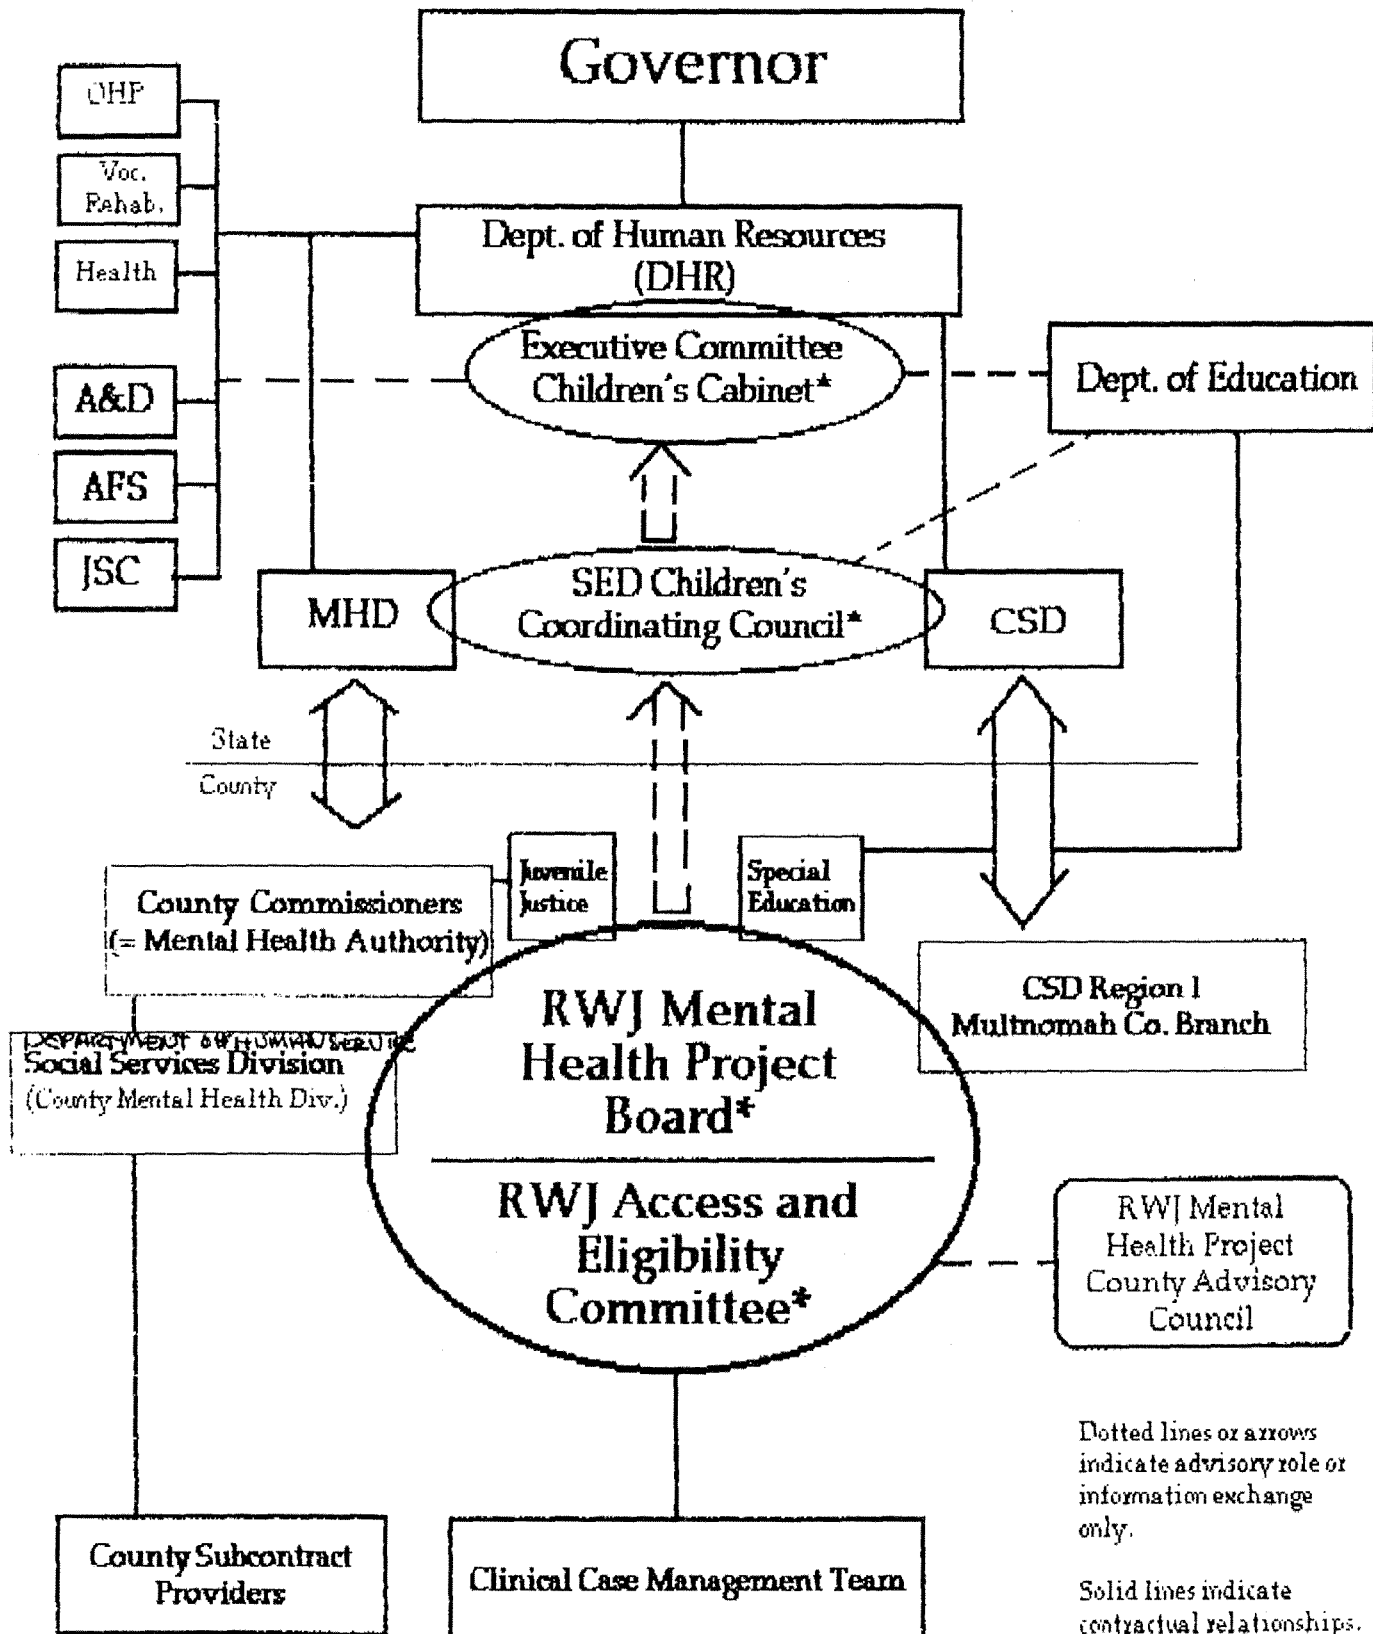 Governor
OHP
Voc.
Rehab.
Health
A&D
AFS
JSC
Dept. of Human Resources
(DHR)
Executive Committee
Children's Cabinet*
Dept. of Education
MHD
SED Children's
Coordinating Council*
CSD
State
County
Juvenile
Justice
Special
Education
County Commissioners
(= Mental Health Authority)
DEPARTMENT OF HUMAN SERVICE
Social Services Division
(County Mental Health Div.)
CSD Region 1
Multnomah Co. Branch
RWJ Mental
Health Project
Board*
RWJ Access and
Eligibility
Committee*
RWJ Mental
Health Project
County Advisory
Council
County Subcontract
Providers
Clinical Case Management Team
Dotted lines or arrows
indicate advisory role or
information exchange
only.
Solid lines indicate
contractual relationships.